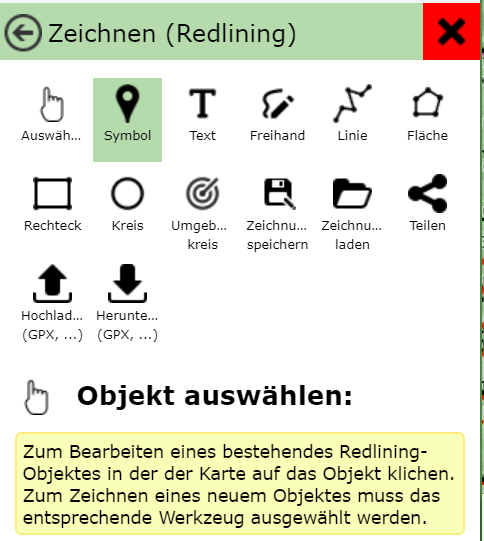 Zeichnen (Redlining)
Auswäh... Symbol Text Freihand Linie Fläche
Rechteck Kreis Umgeb... Zeichnu... Zeichnu... Teilen
kreis speichern laden
Hochlad... Herunte...
(GPX, ...) (GPX, ...)
Objekt auswählen:
Zum Bearbeiten eines bestehendes Redlining-
Objektes in der der Karte auf das Objekt klichen.
Zum Zeichnen eines neuem Objektes muss das
entsprechende Werkzeug ausgewählt werden.